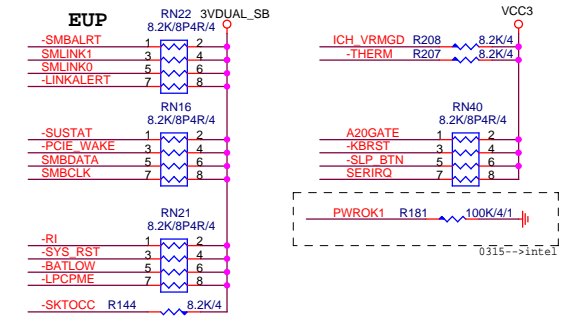 EUP
RN22 3VDUAL_SB
8.2K/8P4R/4
-SMBALRT 1 2
SMLINK1 3 4
SMLINK0 5 6
-LINKALERT 7 8
RN16
8.2K/8P4R/4
-SUSTAT 1 2
-PCIE_WAKE 3 4
SMBDATA 5 6
SMBCLK 7 8
RN21
8.2K/8P4R/4
-RI 1 2
-SYS_RST 3 4
-BATLOW 5 6
-LPCPME 7 8
-SKTOCC R144 8.2K/4
VCC3
ICH_VRMGD R208 8.2K/4
-THERM R207 8.2K/4
RN40
8.2K/8P4R/4
A20GATE 1 2
-KBRST 3 4
-SLP_BTN 5 6
SERIRQ 7 8
PWROK1 R181 100K/4/1
0315-->intel